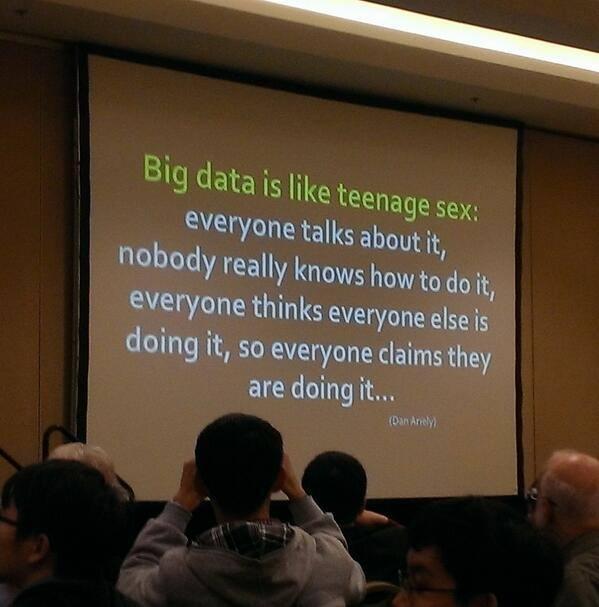 Big data is like teenage sex:
everyone talks about it,
nobody really knows how to do it,
everyone thinks everyone else is
doing it, so everyone claims they
are doing it...
(Dan Ariely)